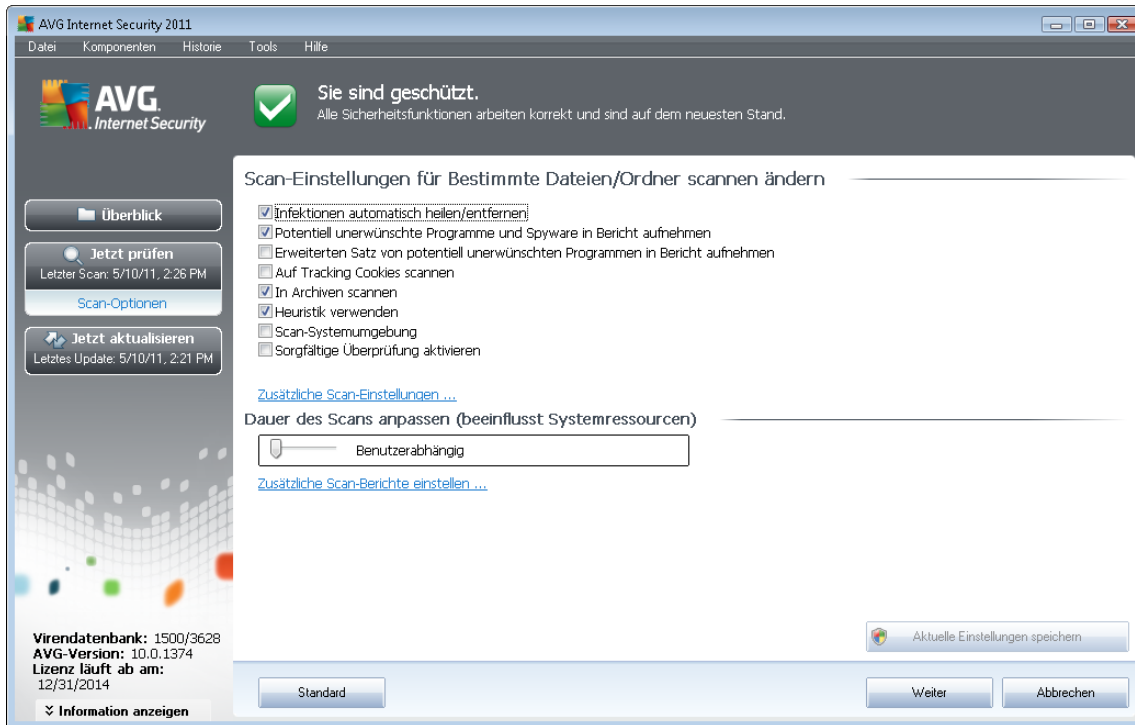 AVG Internet Security 2011
Datei Komponenten Historie Tools Hilfe
AVG.
Internet Security
Sie sind geschützt.
Alle Sicherheitsfunktionen arbeiten korrekt und sind auf dem neuesten Stand.
Überblick
Jetzt prüfen
Letzter Scan: 5/10/11, 2:26 PM
Scan-Optionen
Jetzt aktualisieren
Letztes Update: 5/10/11, 2:21 PM
Virendatenbank: 1500/3628
AVG-Version: 10.0.1374
Lizenz läuft ab am:
12/31/2014
Information anzeigen
Scan-Einstellungen für Bestimmte Dateien/Ordner scannen ändern
Infektionen automatisch heilen/entfernen
Potentiell unerwünschte Programme und Spyware in Bericht aufnehmen
Erweiterten Satz von potentiell unerwünschten Programmen in Bericht aufnehmen
Auf Tracking Cookies scannen
In Archiven scannen
Heuristik verwenden
Scan-Systemumgebung
Sorgfältige Überprüfung aktivieren
Zusätzliche Scan-Einstellungen ...
Dauer des Scans anpassen (beeinflusst Systemressourcen)
Benutzerabhängig
Zusätzliche Scan-Berichte einstellen ...
Aktuelle Einstellungen speichern
Standard Weiter Abbrechen